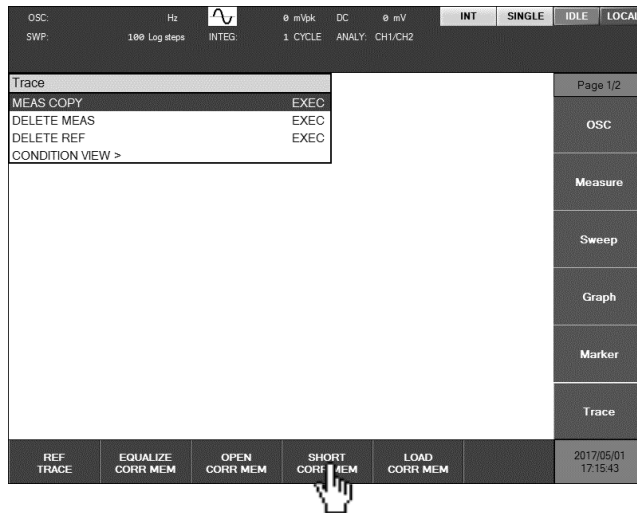 OSC: Hz 0 mVpk DC 0 mV INT SINGLE IDLE LOCAL
SWP: 100 Log steps INTEG: 1 CYCLE ANALY: CH1/CH2
Trace
MEAS COPY EXEC
DELETE MEAS EXEC
DELETE REF EXEC
CONDITION VIEW >
Page 1/2
OSC
Measure
Sweep
Graph
Marker
Trace
REF TRACE
EQUALIZE CORR MEM
OPEN CORR MEM
SHORT CORR MEM
LOAD CORR MEM
2017/05/01
17:15:43